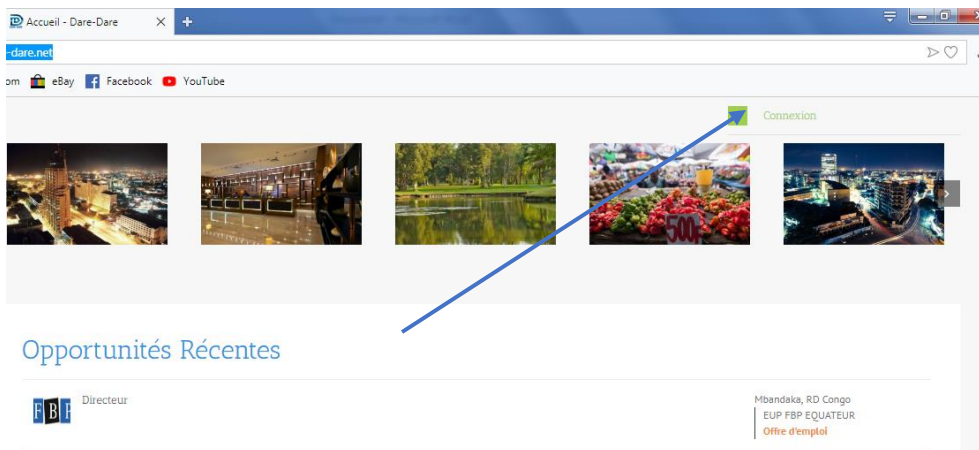 Accueil - Dare-Dare
-dare.net
om eBay Facebook YouTube
Connexion
500F
Opportunités Récentes
FBP
Directeur
Mbandaka, RD Congo
EUP FBP EQUATEUR
Offre d'emploi